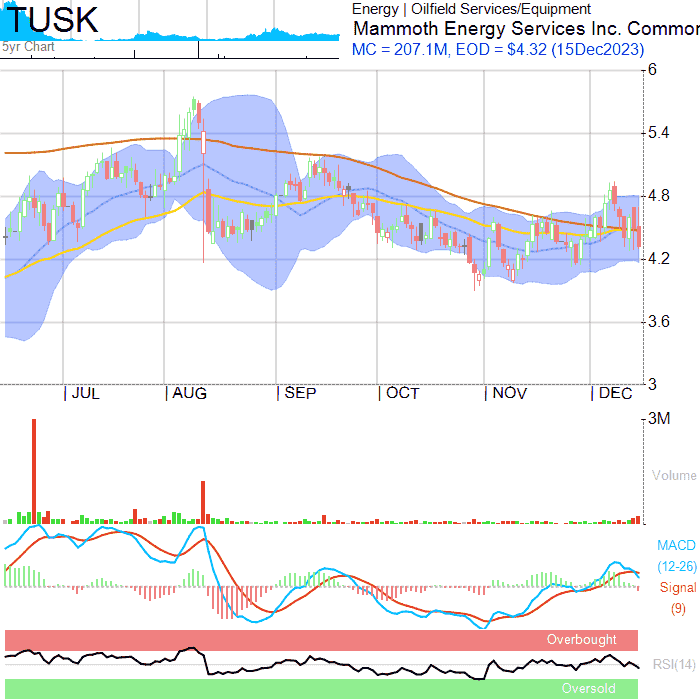 TUSK
5yr Chart
Energy | Oilfield Services/Equipment
Mammoth Energy Services Inc. Common
MC = 207.1M, EOD = $4.32 (15Dec2023)
6
5.4
4.8
4.2
3.6
3
| JUL | AUG | SEP | OCT | NOV | DEC
3M
Volume
MACD
(12-26)
Signal
(9)
Overbought
RSI(14)
Oversold